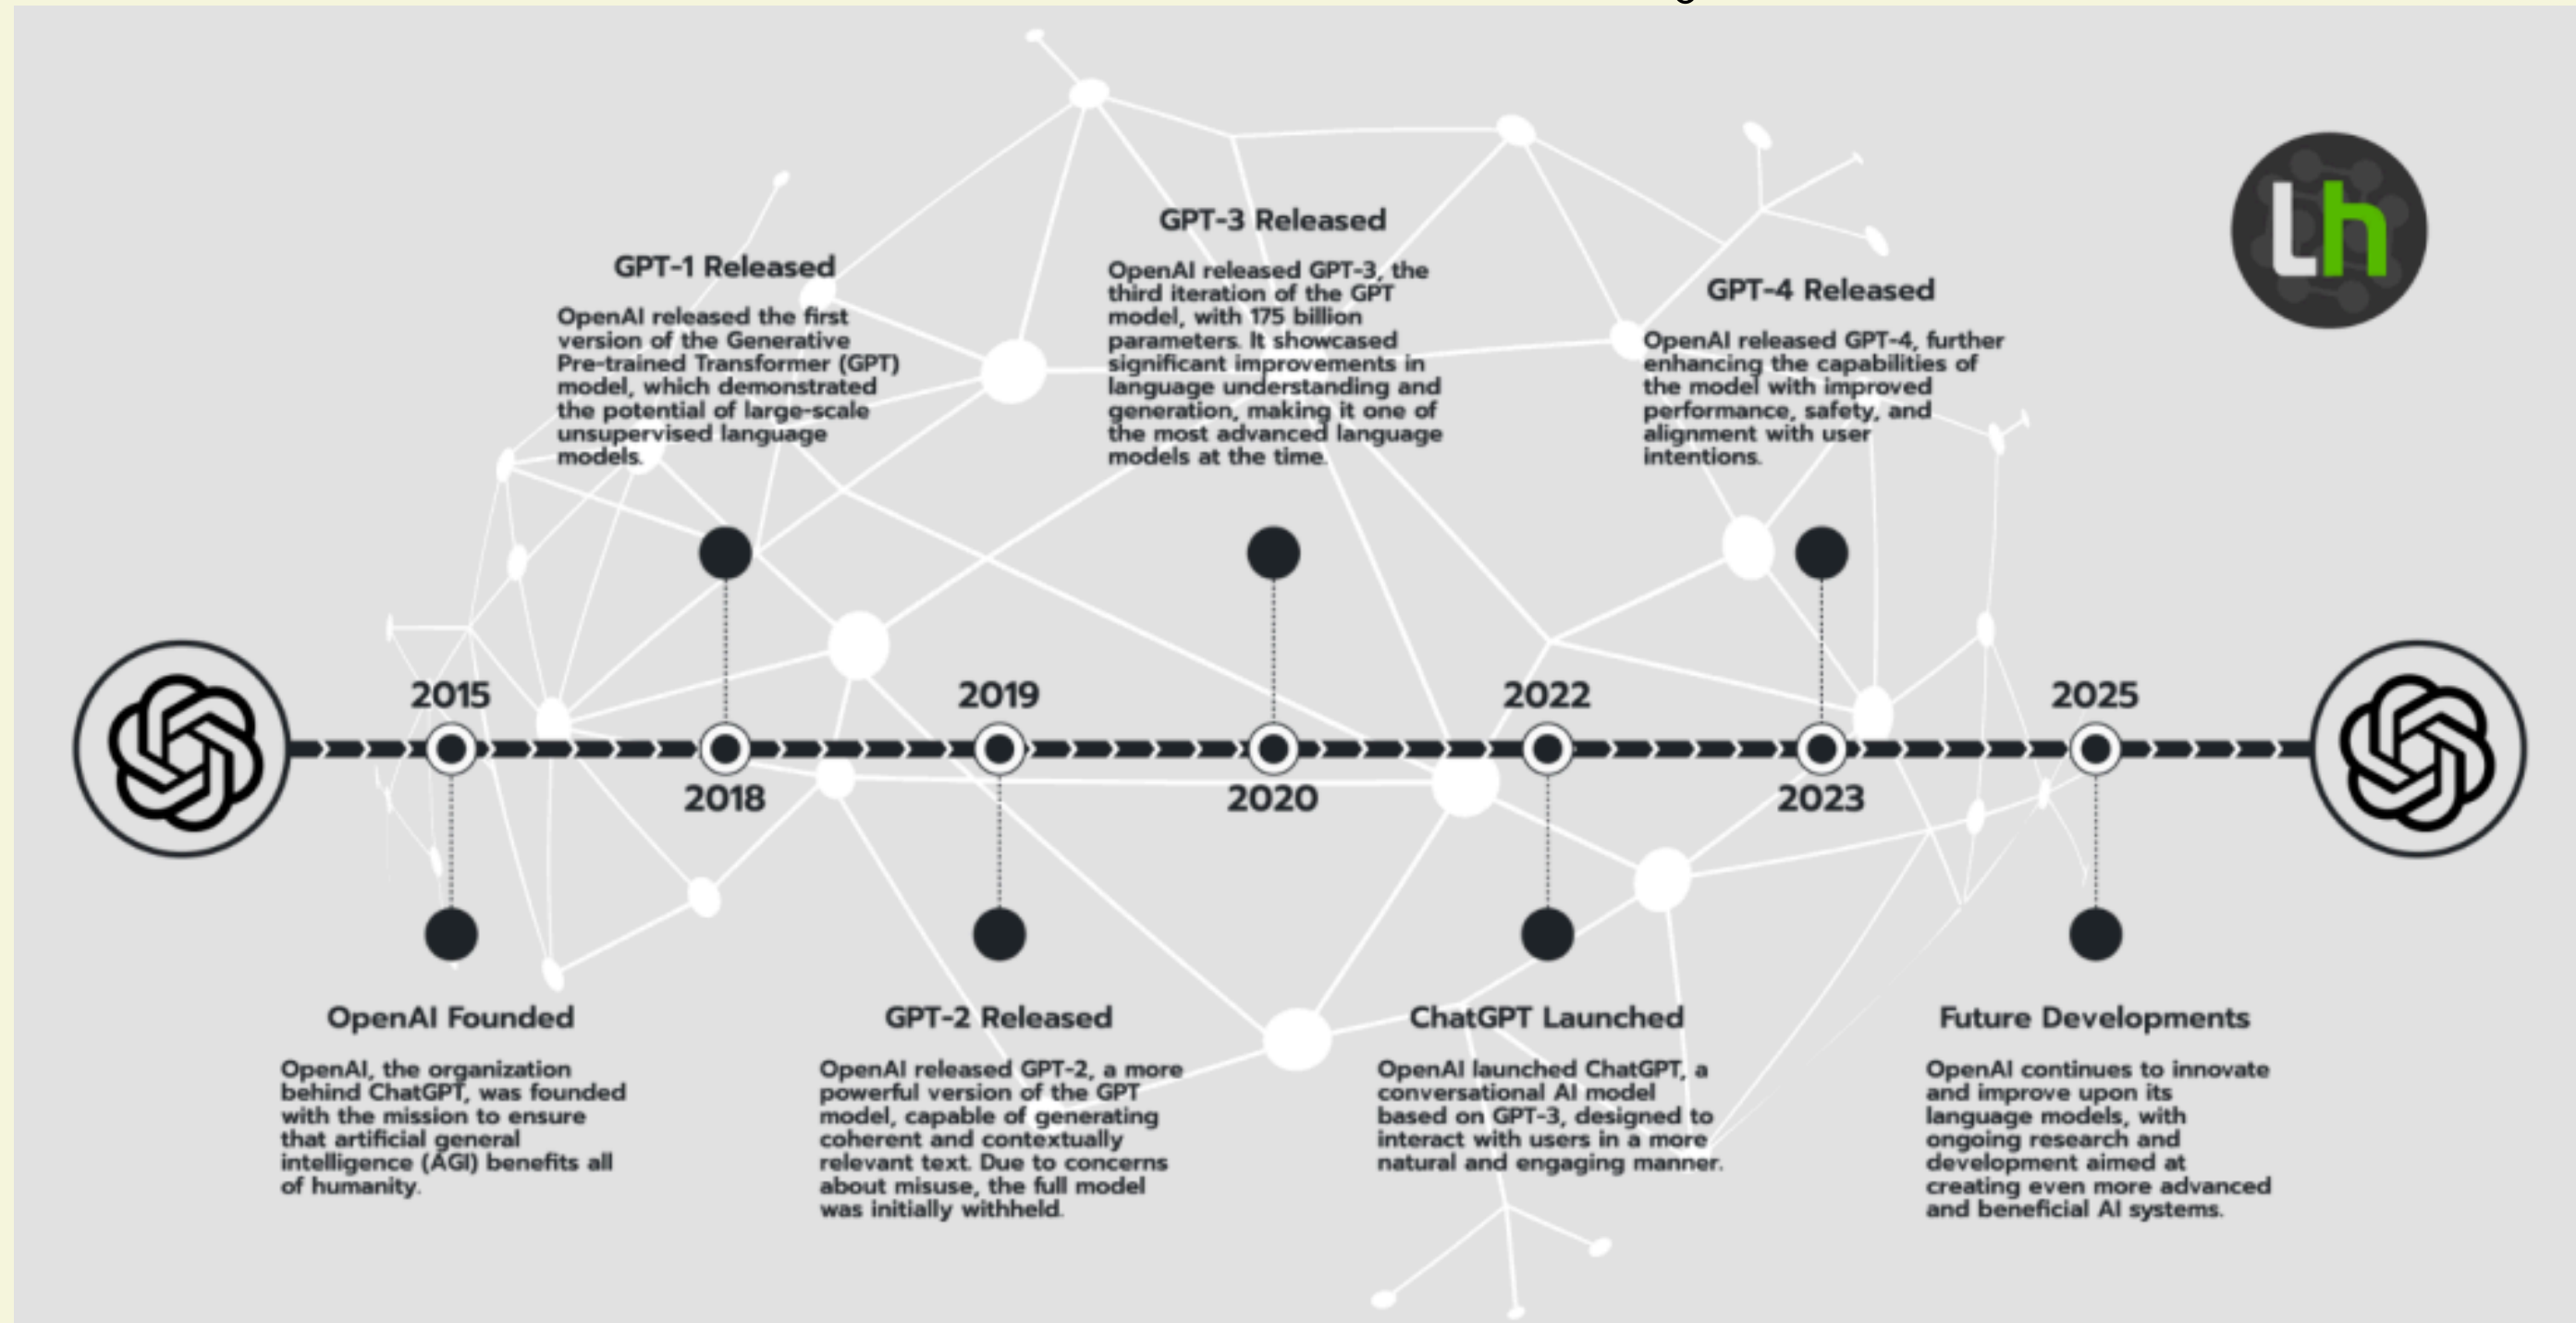 Lh
GPT-1 Released
OpenAI released the first
version of the Generative
Pre-trained Transformer (GPT)
model, which demonstrated
the potential of large-scale
unsupervised language
models.
GPT-3 Released
OpenAI released GPT-3, the
third iteration of the GPT
model, with 175 billion
parameters. It showcased
significant improvements in
language understanding and
generation, making it one of
the most advanced language
models at the time.
GPT-4 Released
OpenAI released GPT-4, further
enhancing the capabilities of
the model with improved
performance, safety, and
alignment with user
intentions.
2015
2018
2019
2020
2022
2023
2025
OpenAI Founded
OpenAI, the organization
behind ChatGPT, was founded
with the mission to ensure
that artificial general
intelligence (AGI) benefits all
of humanity.
GPT-2 Released
OpenAI released GPT-2, a more
powerful version of the GPT
model, capable of generating
coherent and contextually
relevant text. Due to concerns
about misuse, the full model
was initially withheld.
ChatGPT Launched
OpenAI launched ChatGPT, a
conversational AI model
based on GPT-3, designed to
interact with users in a more
natural and engaging manner.
Future Developments
OpenAI continues to innovate
and improve upon its
language models, with
ongoing research and
development aimed at
creating even more advanced
and beneficial AI systems.